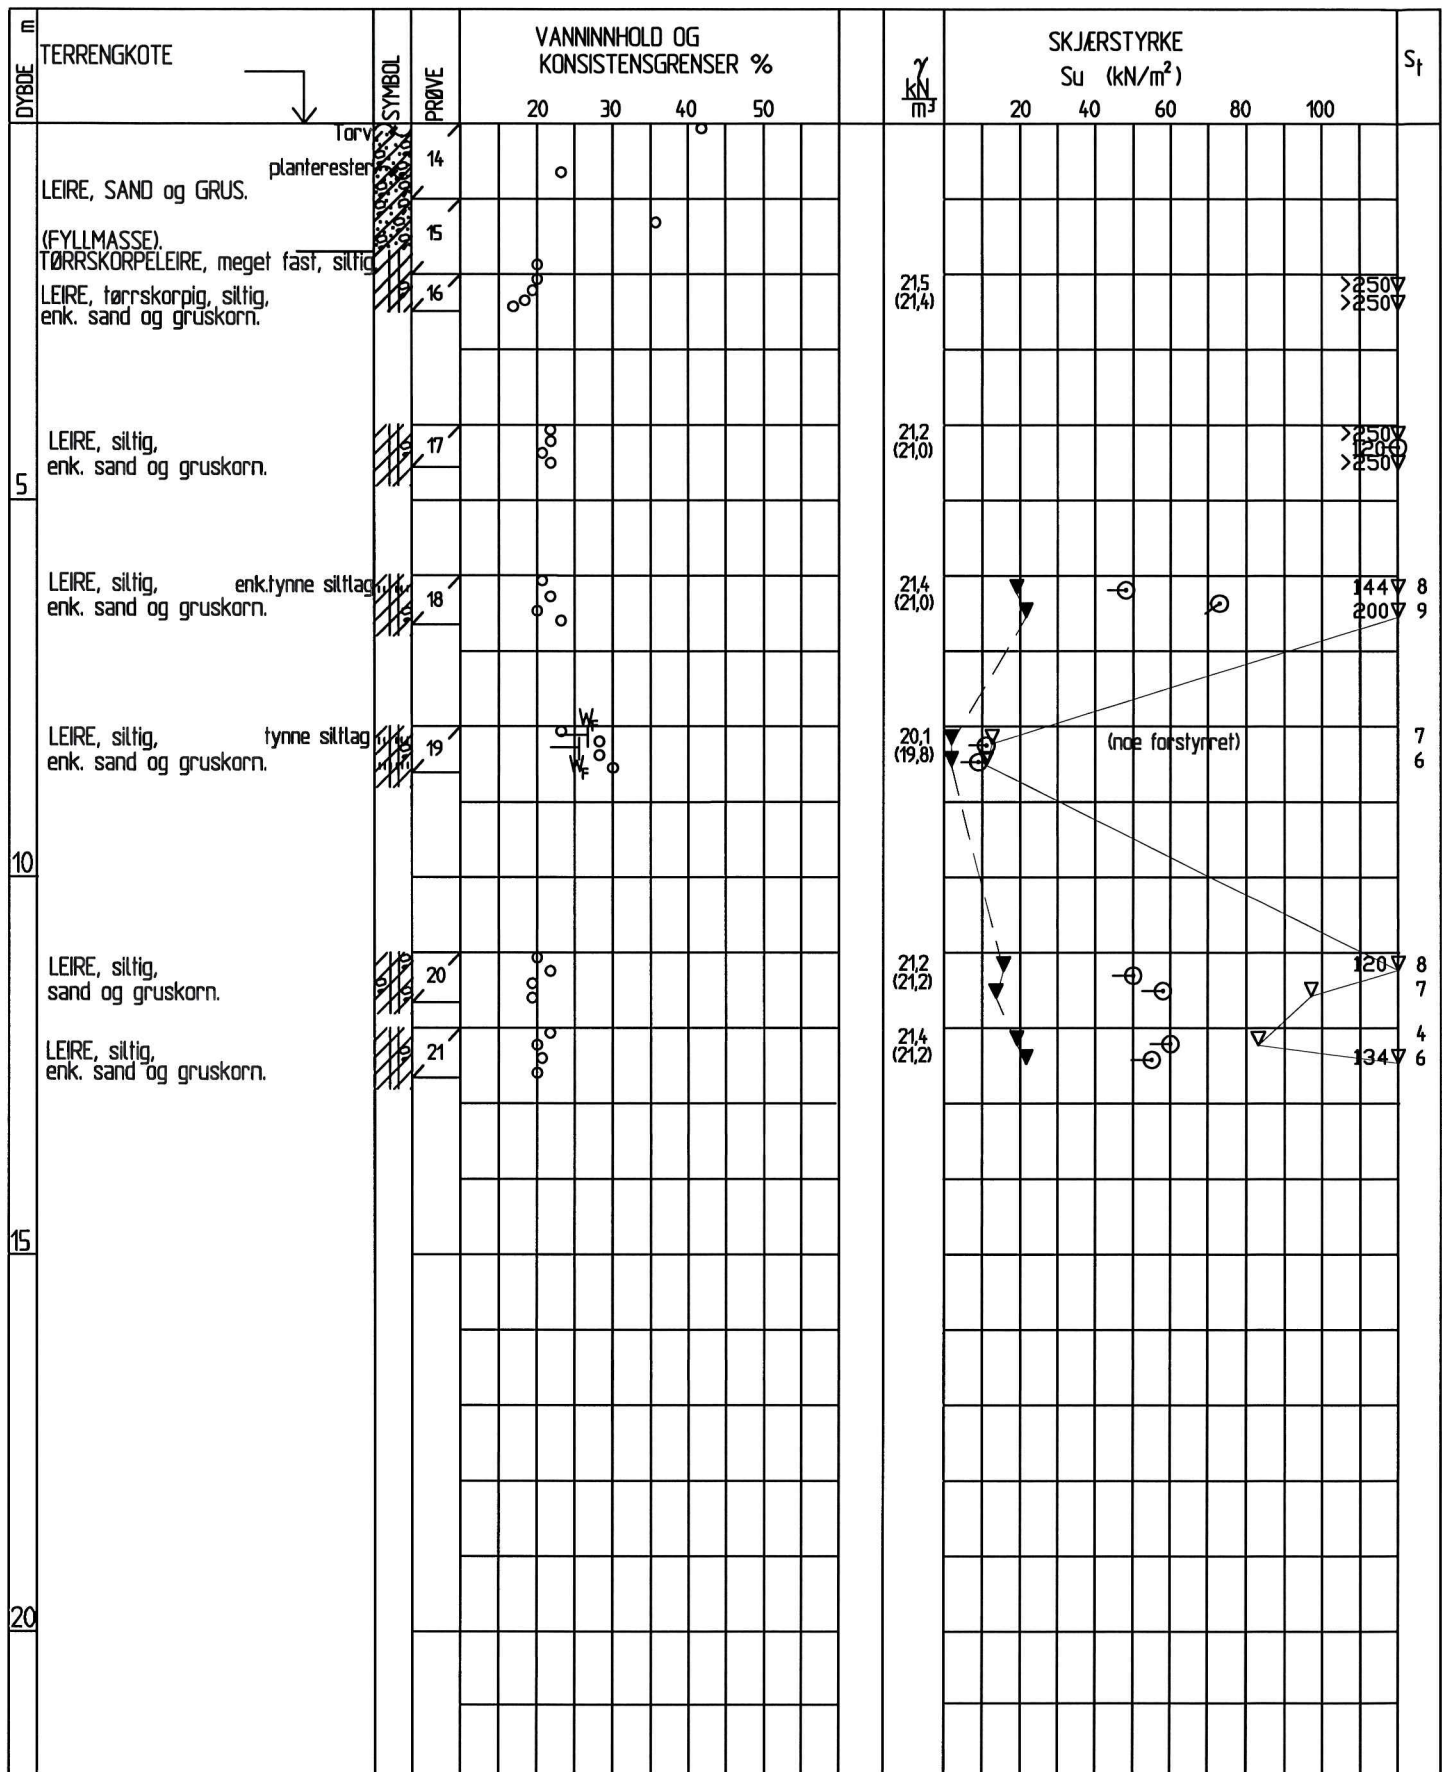 DYBDE m
TERRENGKOTE
SYMBOL
PRØVE
VANNINNHOLD OG
KONSISTENSGRENSER %
20 30 40 50
γ
kN
m³
SKJÆRSTYRKE
Su (kN/m²)
20 40 60 80 100
St
Torv
planterester
14
LEIRE, SAND og GRUS.
15
(FYLLMASSE).
TØRRSKORPELEIRE, meget fast, siltig
LEIRE, tørrskorpig, siltig,
enk. sand og gruskorn.
16
21,5
(21,4)
>250
>250
LEIRE, siltig,
enk. sand og gruskorn.
17
21,2
(21,0)
>250
120
>250
5
LEIRE, siltig, enk.tynne siltlag
enk. sand og gruskorn.
18
21,4
(21,0)
144 8
200 9
LEIRE, siltig, tynne siltlag
enk. sand og gruskorn.
19
WF
WF
20,1
(19,8)
(noe forstyrret)
7
6
10
LEIRE, siltig,
sand og gruskorn.
20
21,2
(21,2)
120 8
7
LEIRE, siltig,
enk. sand og gruskorn.
21
21,4
(21,2)
4
134 6
15
20